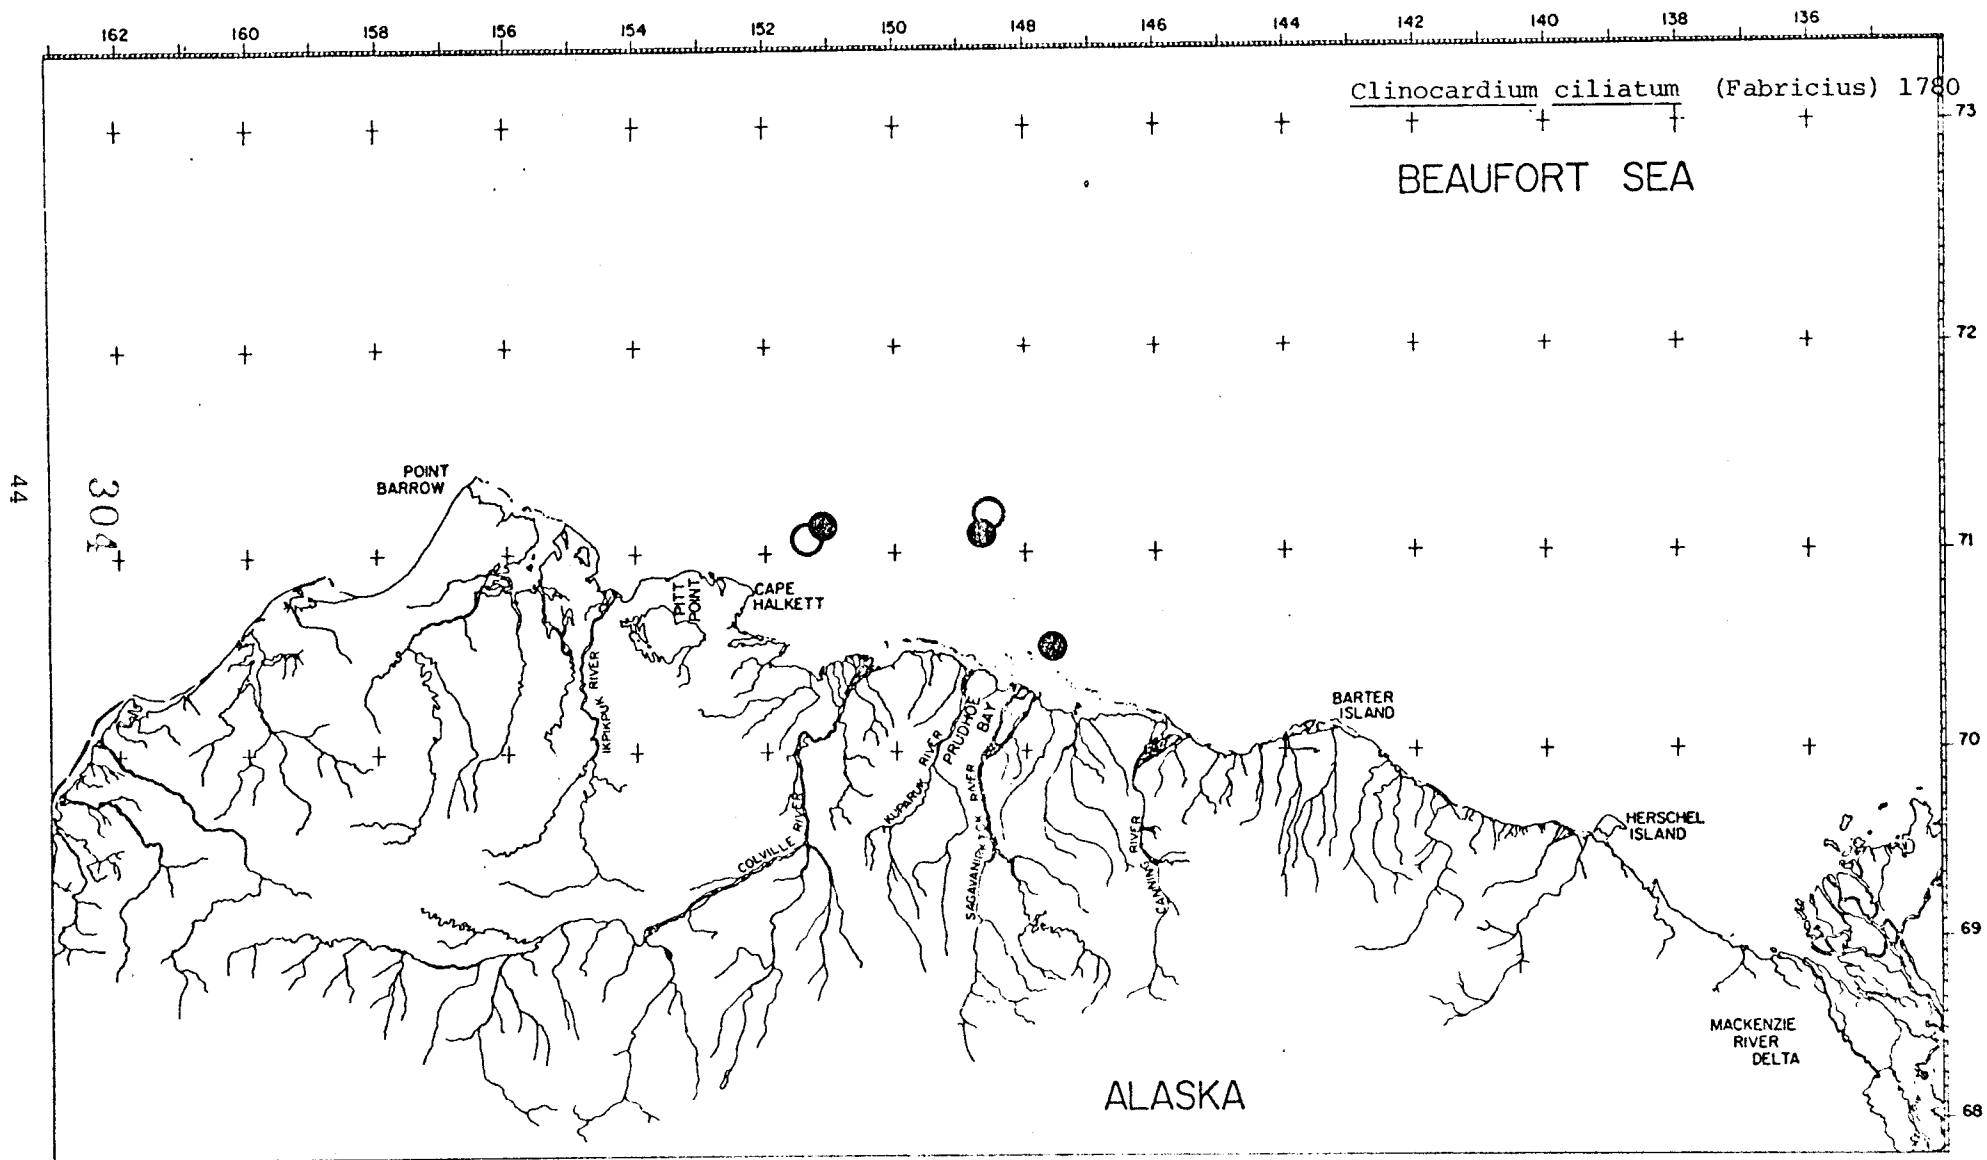 162 160 158 156 154 152 150 148 146 144 142 140 138 136
Clinocardium ciliatum (Fabricius) 1780
73
BEAUFORT SEA
72
POINT
BARROW
44
304
71
PITT
POINT
CAPE
HALKETT
IKPIKPUK RIVER
BARTER
ISLAND
PRUDHOE
BAY
70
KUPARUK RIVER
SAGAVANIRKTOK RIVER
COLVILLE RIVER
CANNING RIVER
HERSCHEL
ISLAND
69
MACKENZIE
RIVER
DELTA
ALASKA
68